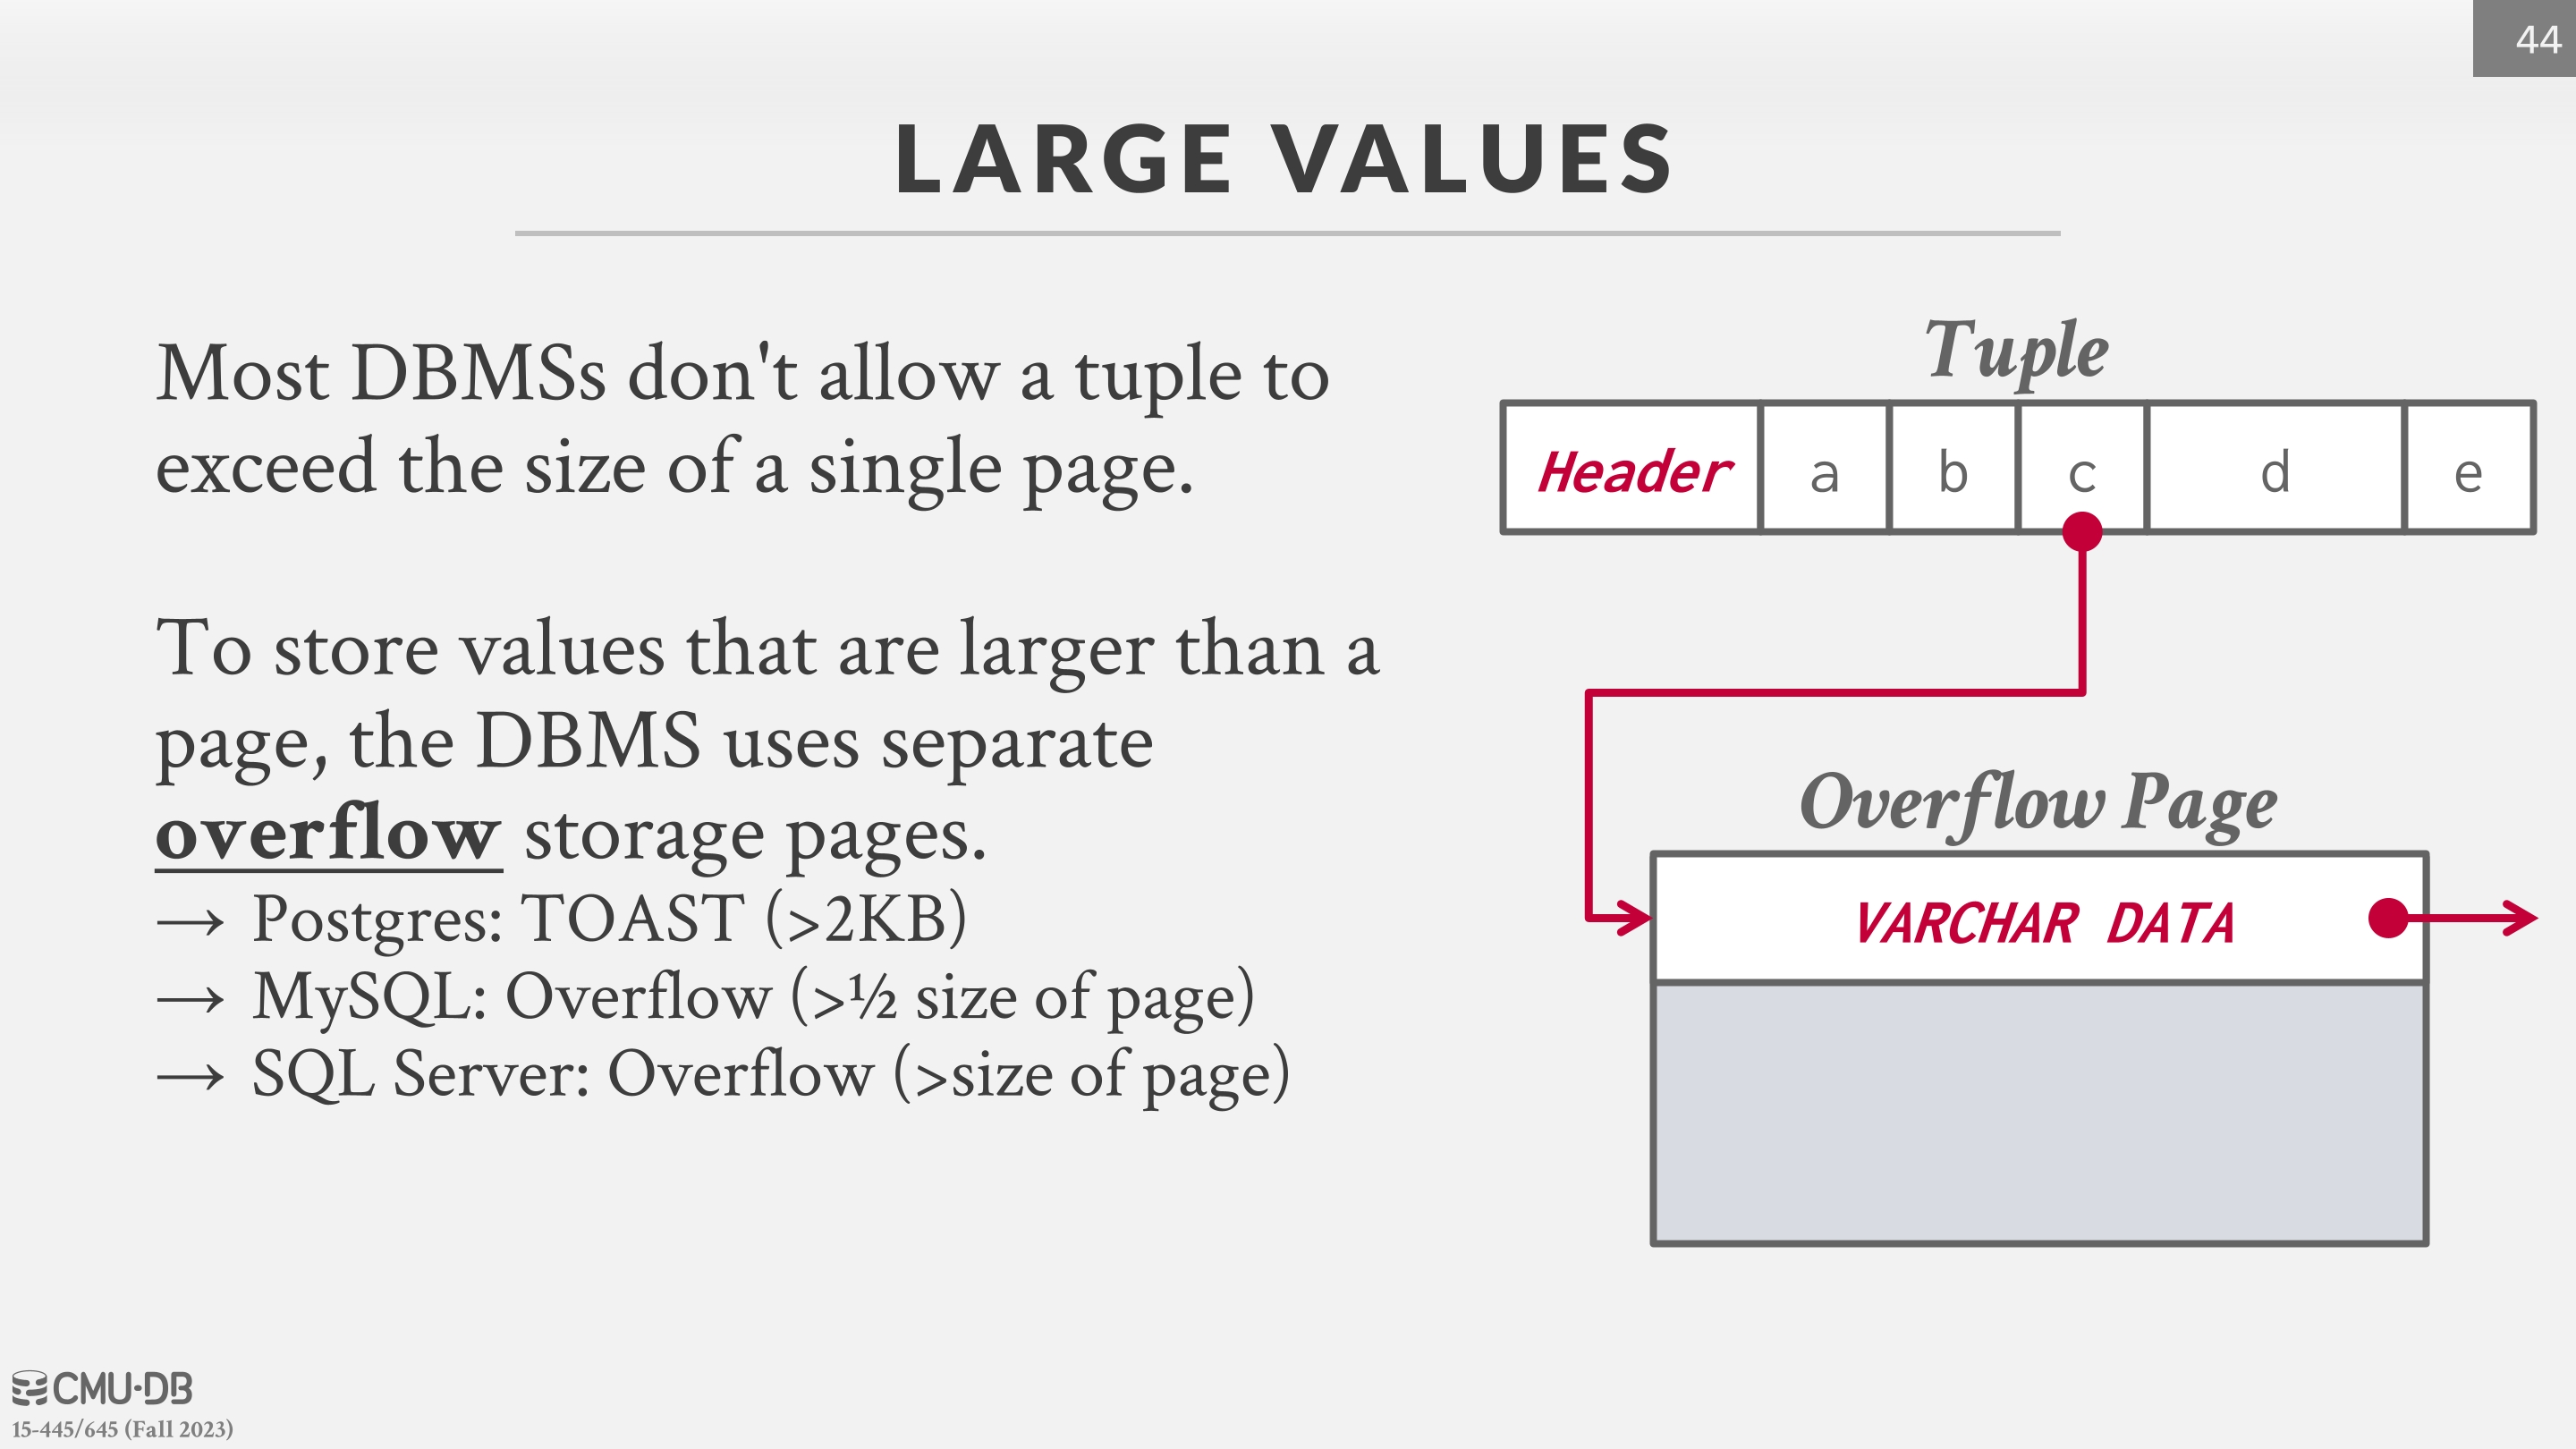 44
LARGE VALUES
Most DBMSs don't allow a tuple to
exceed the size of a single page.
To store values that are larger than a
page, the DBMS uses separate
overflow storage pages.
→ Postgres: TOAST (>2KB)
→ MySQL: Overflow (>½ size of page)
→ SQL Server: Overflow (>size of page)
Tuple
Header a b c d e
Overflow Page
VARCHAR DATA
CMU·DB
15-445/645 (Fall 2023)